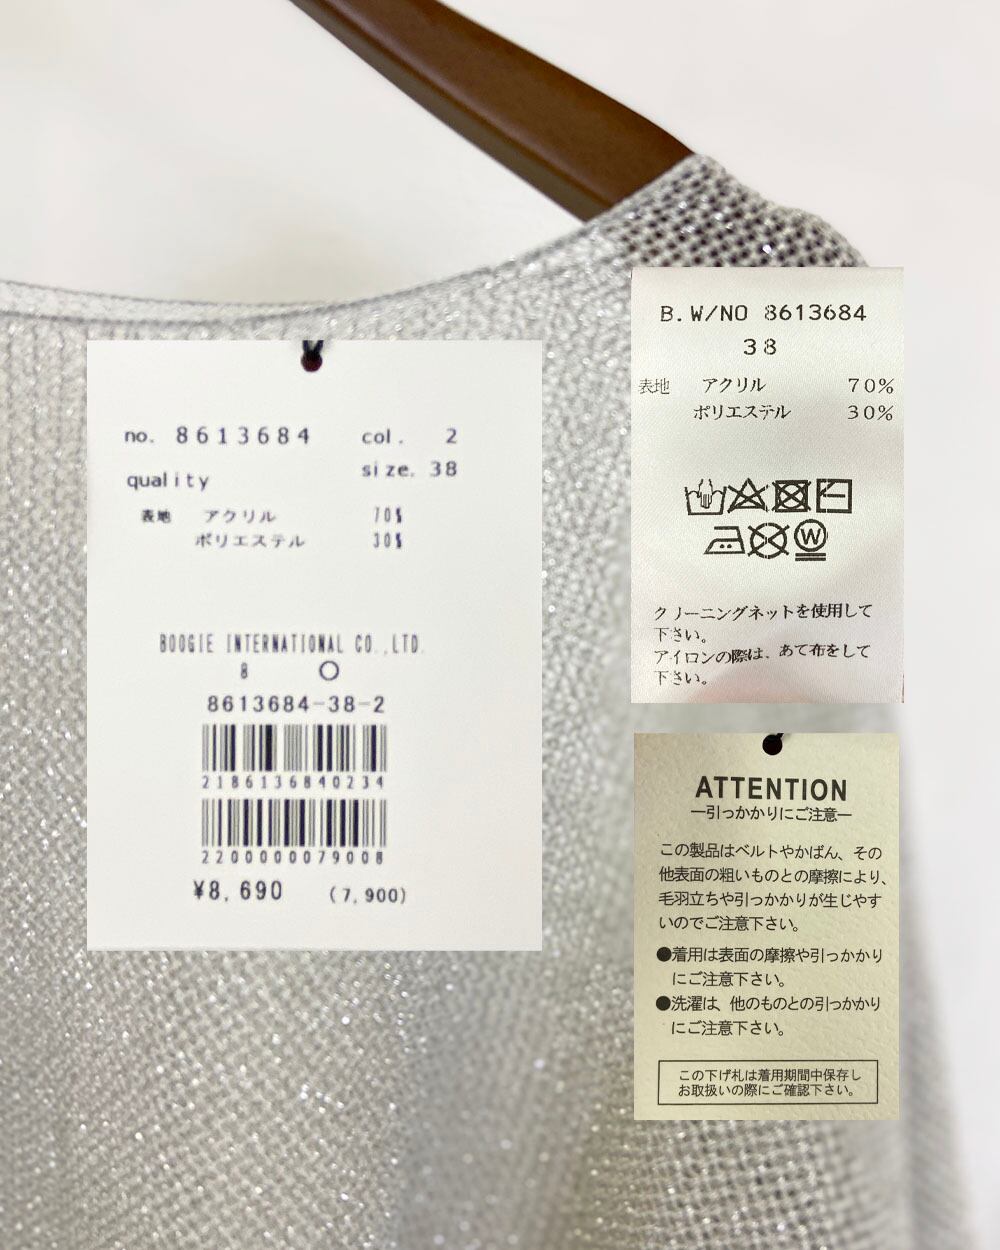 no. 8613684 col. 2
size. 38
quality
表地 アクリル 70%
ポリエステル 30%
BOOGIE INTERNATIONAL CO.,LTD.
8 ○
8613684-38-2
2186136840234
2200000079008
¥8,690 (7,900)
B.W/NO 8613684
38
表地 アクリル 70%
ポリエステル 30%
W
クリーニングネットを使用して
下さい。
アイロンの際は、あて布をして
下さい。
ATTENTION
―引っかかりにご注意―
この製品はベルトやかばん、その
他表面の粗いものとの摩擦により、
毛羽立ちや引っかかりが生じやす
いのでご注意下さい。
●着用は表面の摩擦や引っかかり
にご注意下さい。
●洗濯は、他のものとの引っかかり
にご注意下さい。
この下げ札は着用期間中保存し
お取扱いの際にご確認下さい。